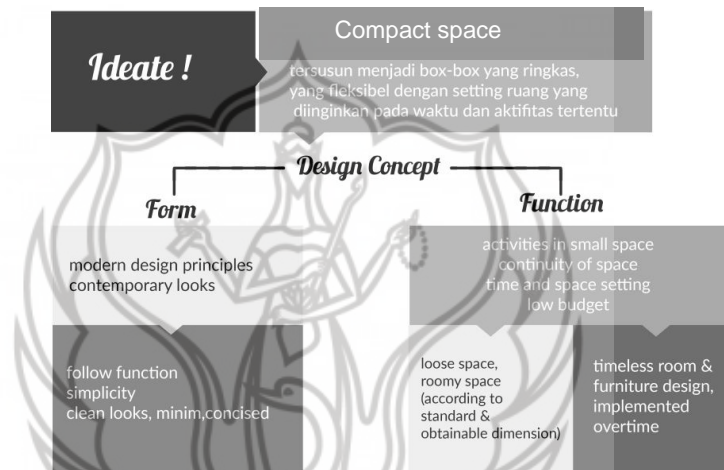 Ideate !
Compact space
tersusun menjadi box-box yang ringkas,
yang fleksibel dengan setting ruang yang
diinginkan pada waktu dan aktifitas tertentu
Design Concept
Form
modern design principles
contemporary looks
follow function
simplicity
clean looks, minim,concised
Function
activities in small space
continuity of space
time and space setting
low budget
loose space,
roomy space
(according to
standard &
obtainable dimension)
timeless room &
furniture design,
implemented
overtime